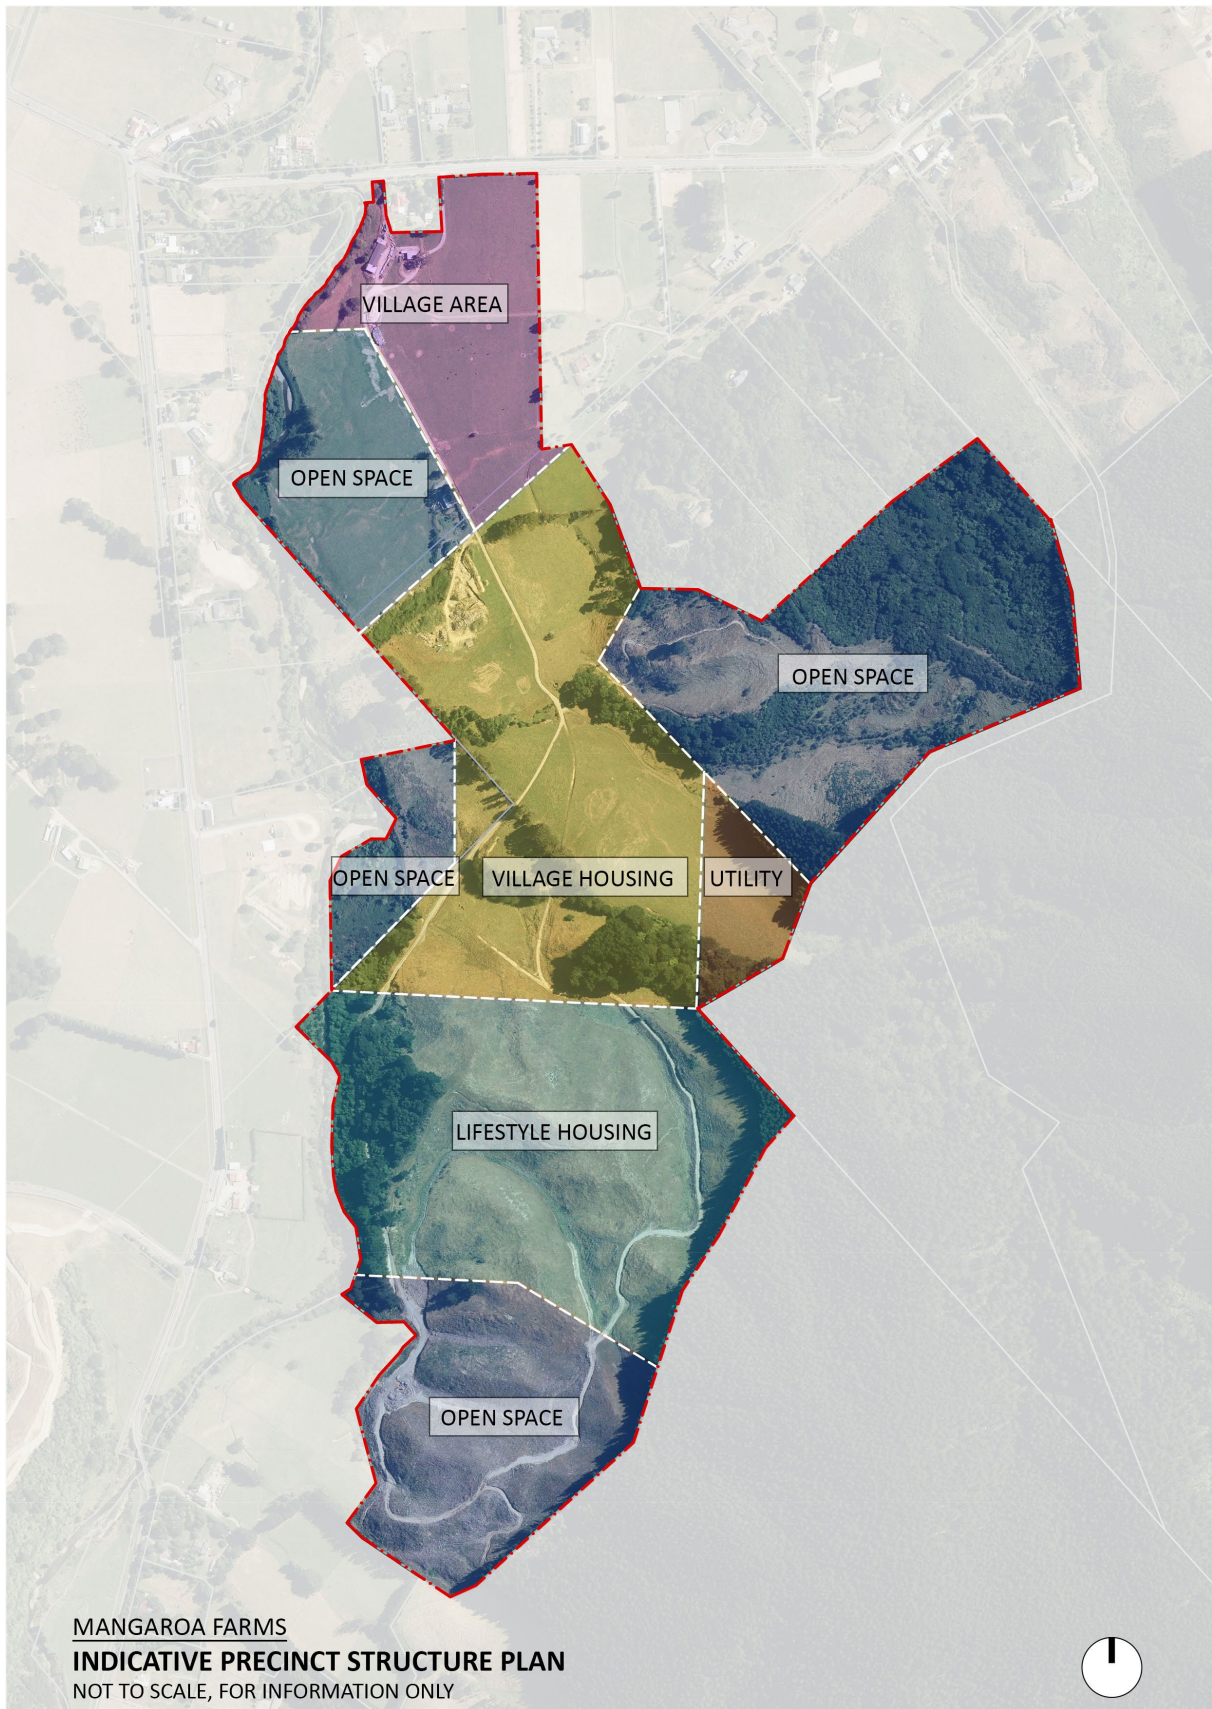 VILLAGE AREA
OPEN SPACE
OPEN SPACE
OPEN SPACE
VILLAGE HOUSING
UTILITY
LIFESTYLE HOUSING
OPEN SPACE
MANGAROA FARMS
INDICATIVE PRECINCT STRUCTURE PLAN
NOT TO SCALE, FOR INFORMATION ONLY